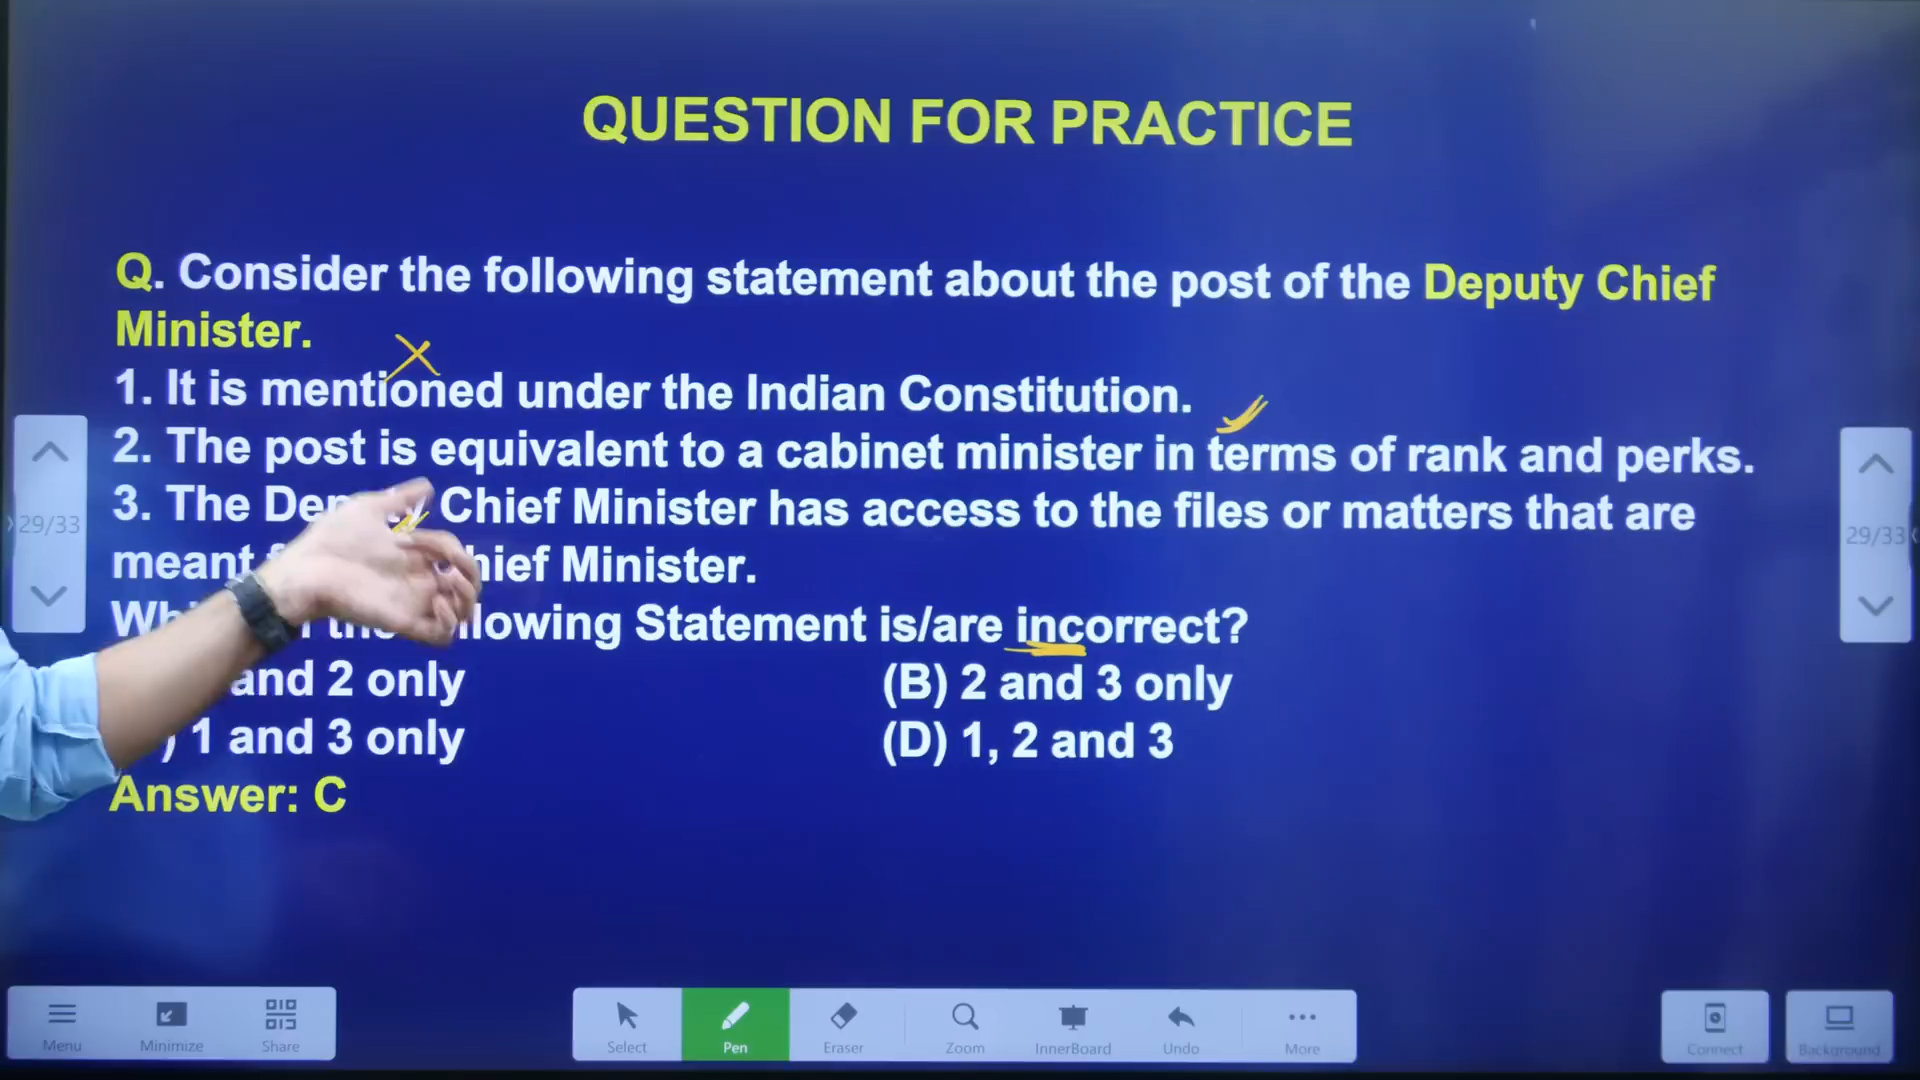 QUESTION FOR PRACTICE
Q. Consider the following statement about the post of the Deputy Chief
Minister.
1. It is mentioned under the Indian Constitution.
2. The post is equivalent to a cabinet minister in terms of rank and perks.
3. The Chief Minister has access to the files or matters that are
meant Minister.
Statement is/are incorrect?
and 2 only
(B) 2 and 3 only
) 1 and 3 only
(D) 1, 2 and 3
Answer: C
29/33
29/33
Menu
Minimize
Share
Select
Pen
Eraser
Zoom
InnerBoard
Undo
More
Connect
Background